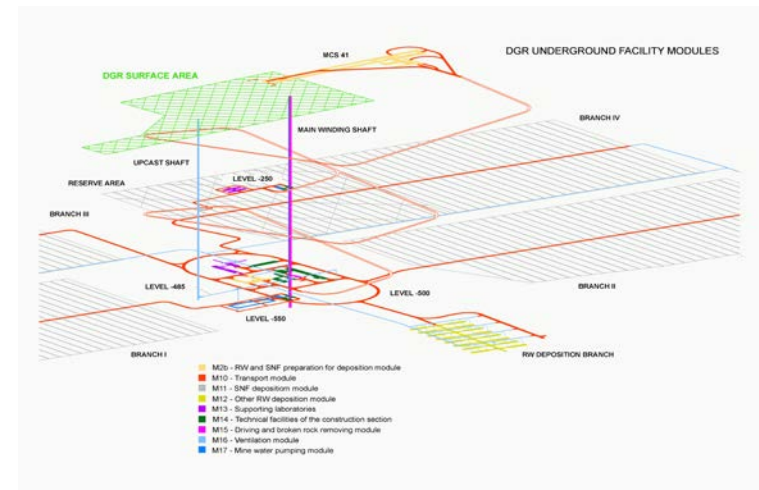 MCS 41
DGR UNDERGROUND FACILITY MODULES
DGR SURFACE AREA
BRANCH IV
MAIN WINDING SHAFT
UPCAST SHAFT
LEVEL -250
RESERVE AREA
BRANCH III
LEVEL -485
LEVEL -500
BRANCH II
LEVEL -550
BRANCH I
RW DEPOSITION BRANCH
M2b - RW and SNF preparation for deposition module
M10 - Transport module
M11 - SNF deposition module
M12 - Other RW deposition module
M13 - Supporting laboratories
M14 - Technical facilities of the construction section
M15 - Driving and broken rock removing module
M16 - Ventilation module
M17 - Mine water pumping module